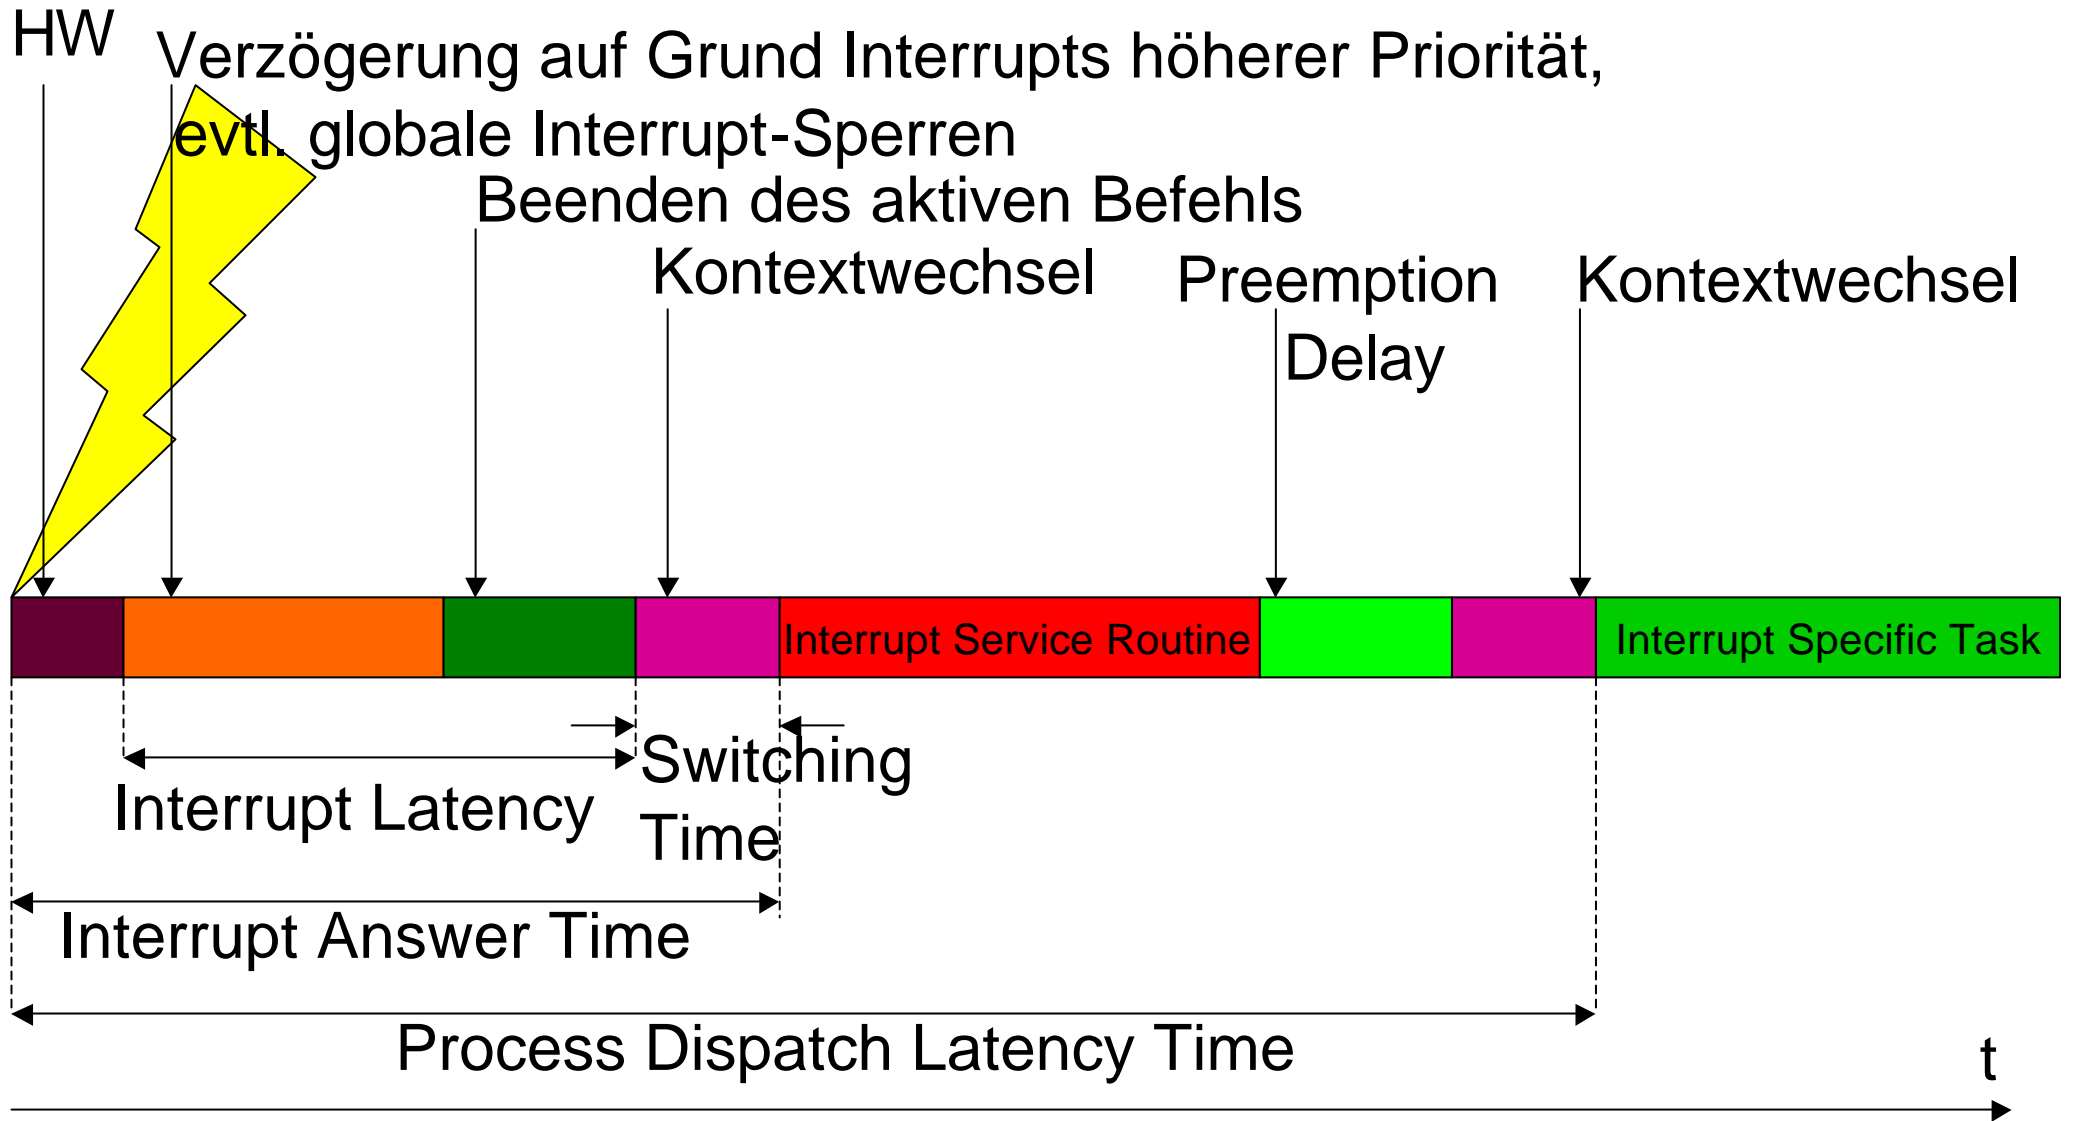 HW
Verzögerung auf Grund Interrupts höherer Priorität,
evtl. globale Interrupt-Sperren
Beenden des aktiven Befehls
Kontextwechsel
Preemption
Delay
Kontextwechsel
Interrupt Service Routine
Interrupt Specific Task
Switching
Time
Interrupt Latency
Interrupt Answer Time
Process Dispatch Latency Time
t